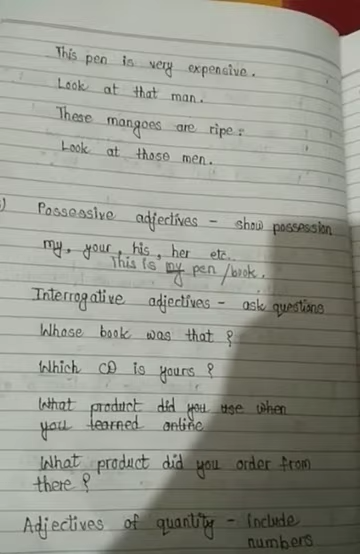 This pen is very expensive.
Look at that man.
These mangoes are ripe.
Look at those men.
Possessive adjectives - show possession
my, your, his, her etc.
This is my pen / book.
Interrogative adjectives - ask questions
Whose book was that ?
Which CD is yours ?
What product did you use when
you learned online
What product did you order from
there ?
Adjectives of quantity - include
numbers